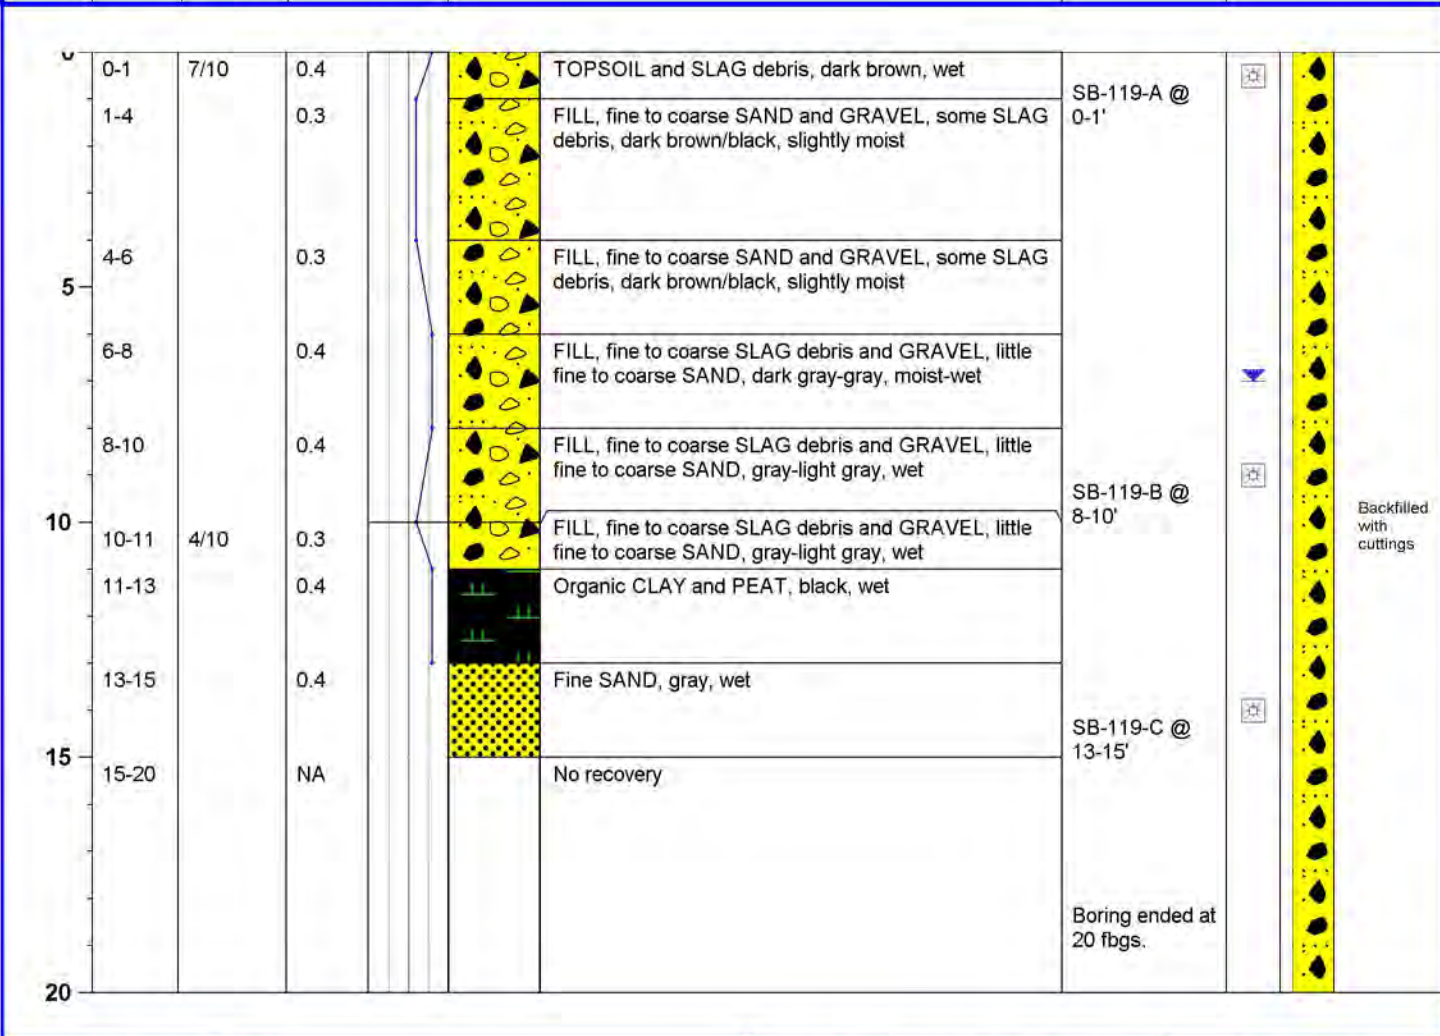 0
0-1 7/10 0.4 TOPSOIL and SLAG debris, dark brown, wet
SB-119-A @
0-1'
1-4 0.3 FILL, fine to coarse SAND and GRAVEL, some SLAG
debris, dark brown/black, slightly moist
4-6 0.3 FILL, fine to coarse SAND and GRAVEL, some SLAG
debris, dark brown/black, slightly moist
5
6-8 0.4 FILL, fine to coarse SLAG debris and GRAVEL, little
fine to coarse SAND, dark gray-gray, moist-wet
8-10 0.4 FILL, fine to coarse SLAG debris and GRAVEL, little
fine to coarse SAND, gray-light gray, wet
SB-119-B @
8-10'
10
10-11 4/10 0.3 FILL, fine to coarse SLAG debris and GRAVEL, little
fine to coarse SAND, gray-light gray, wet
Backfilled
with
cuttings
11-13 0.4 Organic CLAY and PEAT, black, wet
13-15 0.4 Fine SAND, gray, wet
SB-119-C @
13-15'
15
15-20 NA No recovery
Boring ended at
20 fbgs.
20